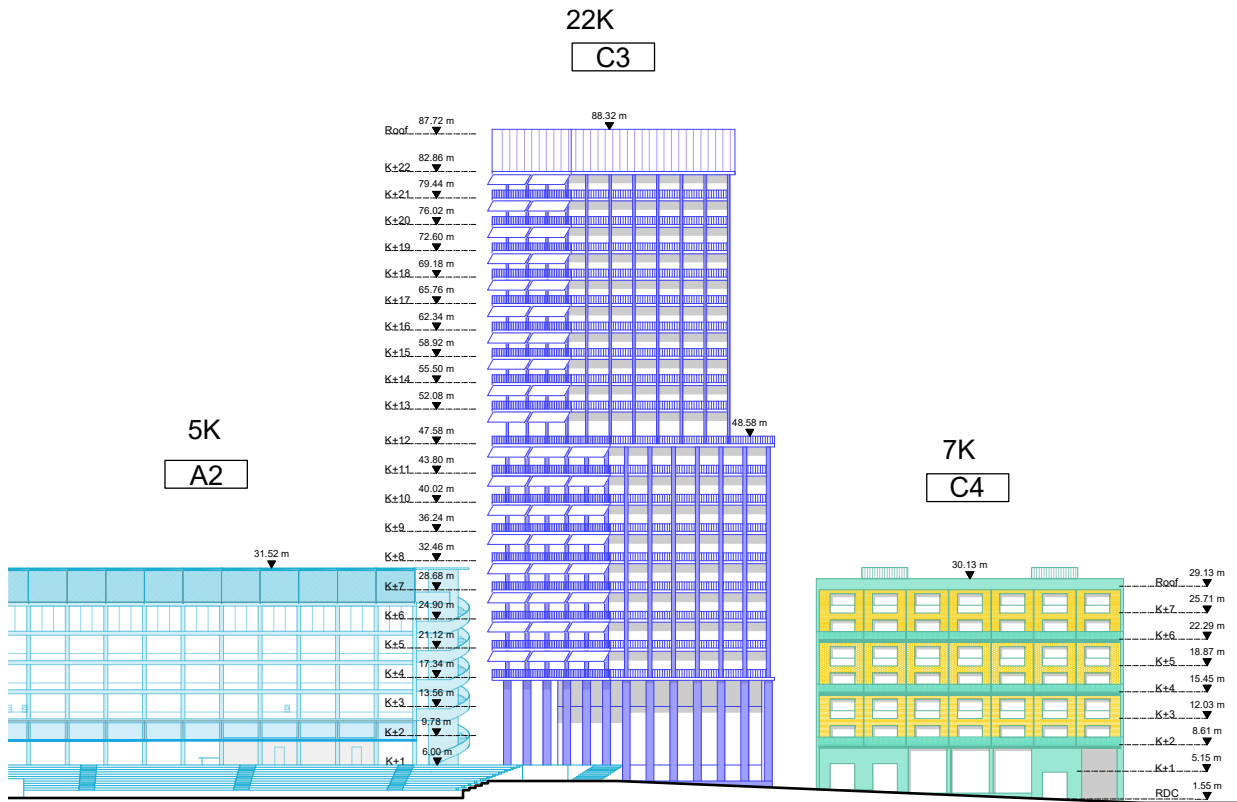 22K
C3
88.32 m
Roof 87.72 m
K+22 82.86 m
K+21 79.44 m
K+20 76.02 m
K+19 72.60 m
K+18 69.18 m
K+17 65.76 m
K+16 62.34 m
K+15 58.92 m
K+14 55.50 m
K+13 52.08 m
K+12 47.58 m
48.58 m
K+11 43.80 m
K+10 40.02 m
K+9 36.24 m
K+8 32.46 m
K+7 28.68 m
K+6 24.90 m
K+5 21.12 m
K+4 17.34 m
K+3 13.56 m
K+2 9.78 m
K+1 6.00 m
5K
A2
31.52 m
7K
C4
30.13 m
Roof 29.13 m
K+7 25.71 m
K+6 22.29 m
K+5 18.87 m
K+4 15.45 m
K+3 12.03 m
K+2 8.61 m
K+1 5.15 m
RDC 1.55 m